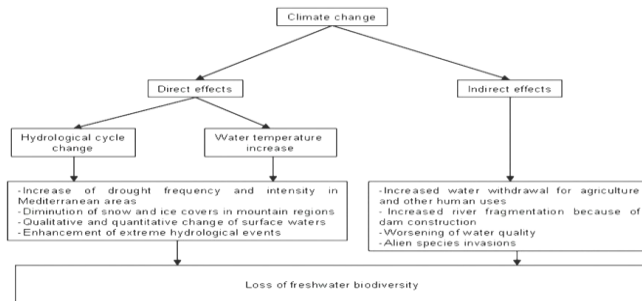 Climate change
Direct effects
Indirect effects
Hydrological cycle
change
Water temperature
increase
-Increase of drought frequency and intensity in
Mediterranean areas
-Diminution of snow and ice covers in mountain regions
-Qualitative and quantitative change of surface waters
-Enhancement of extreme hydrological events
-Increased water withdrawal for agriculture
and other human uses
-Increased river fragmentation because of
dam construction
-Worsening of water quality
-Alien species invasions
Loss of freshwater biodiversity